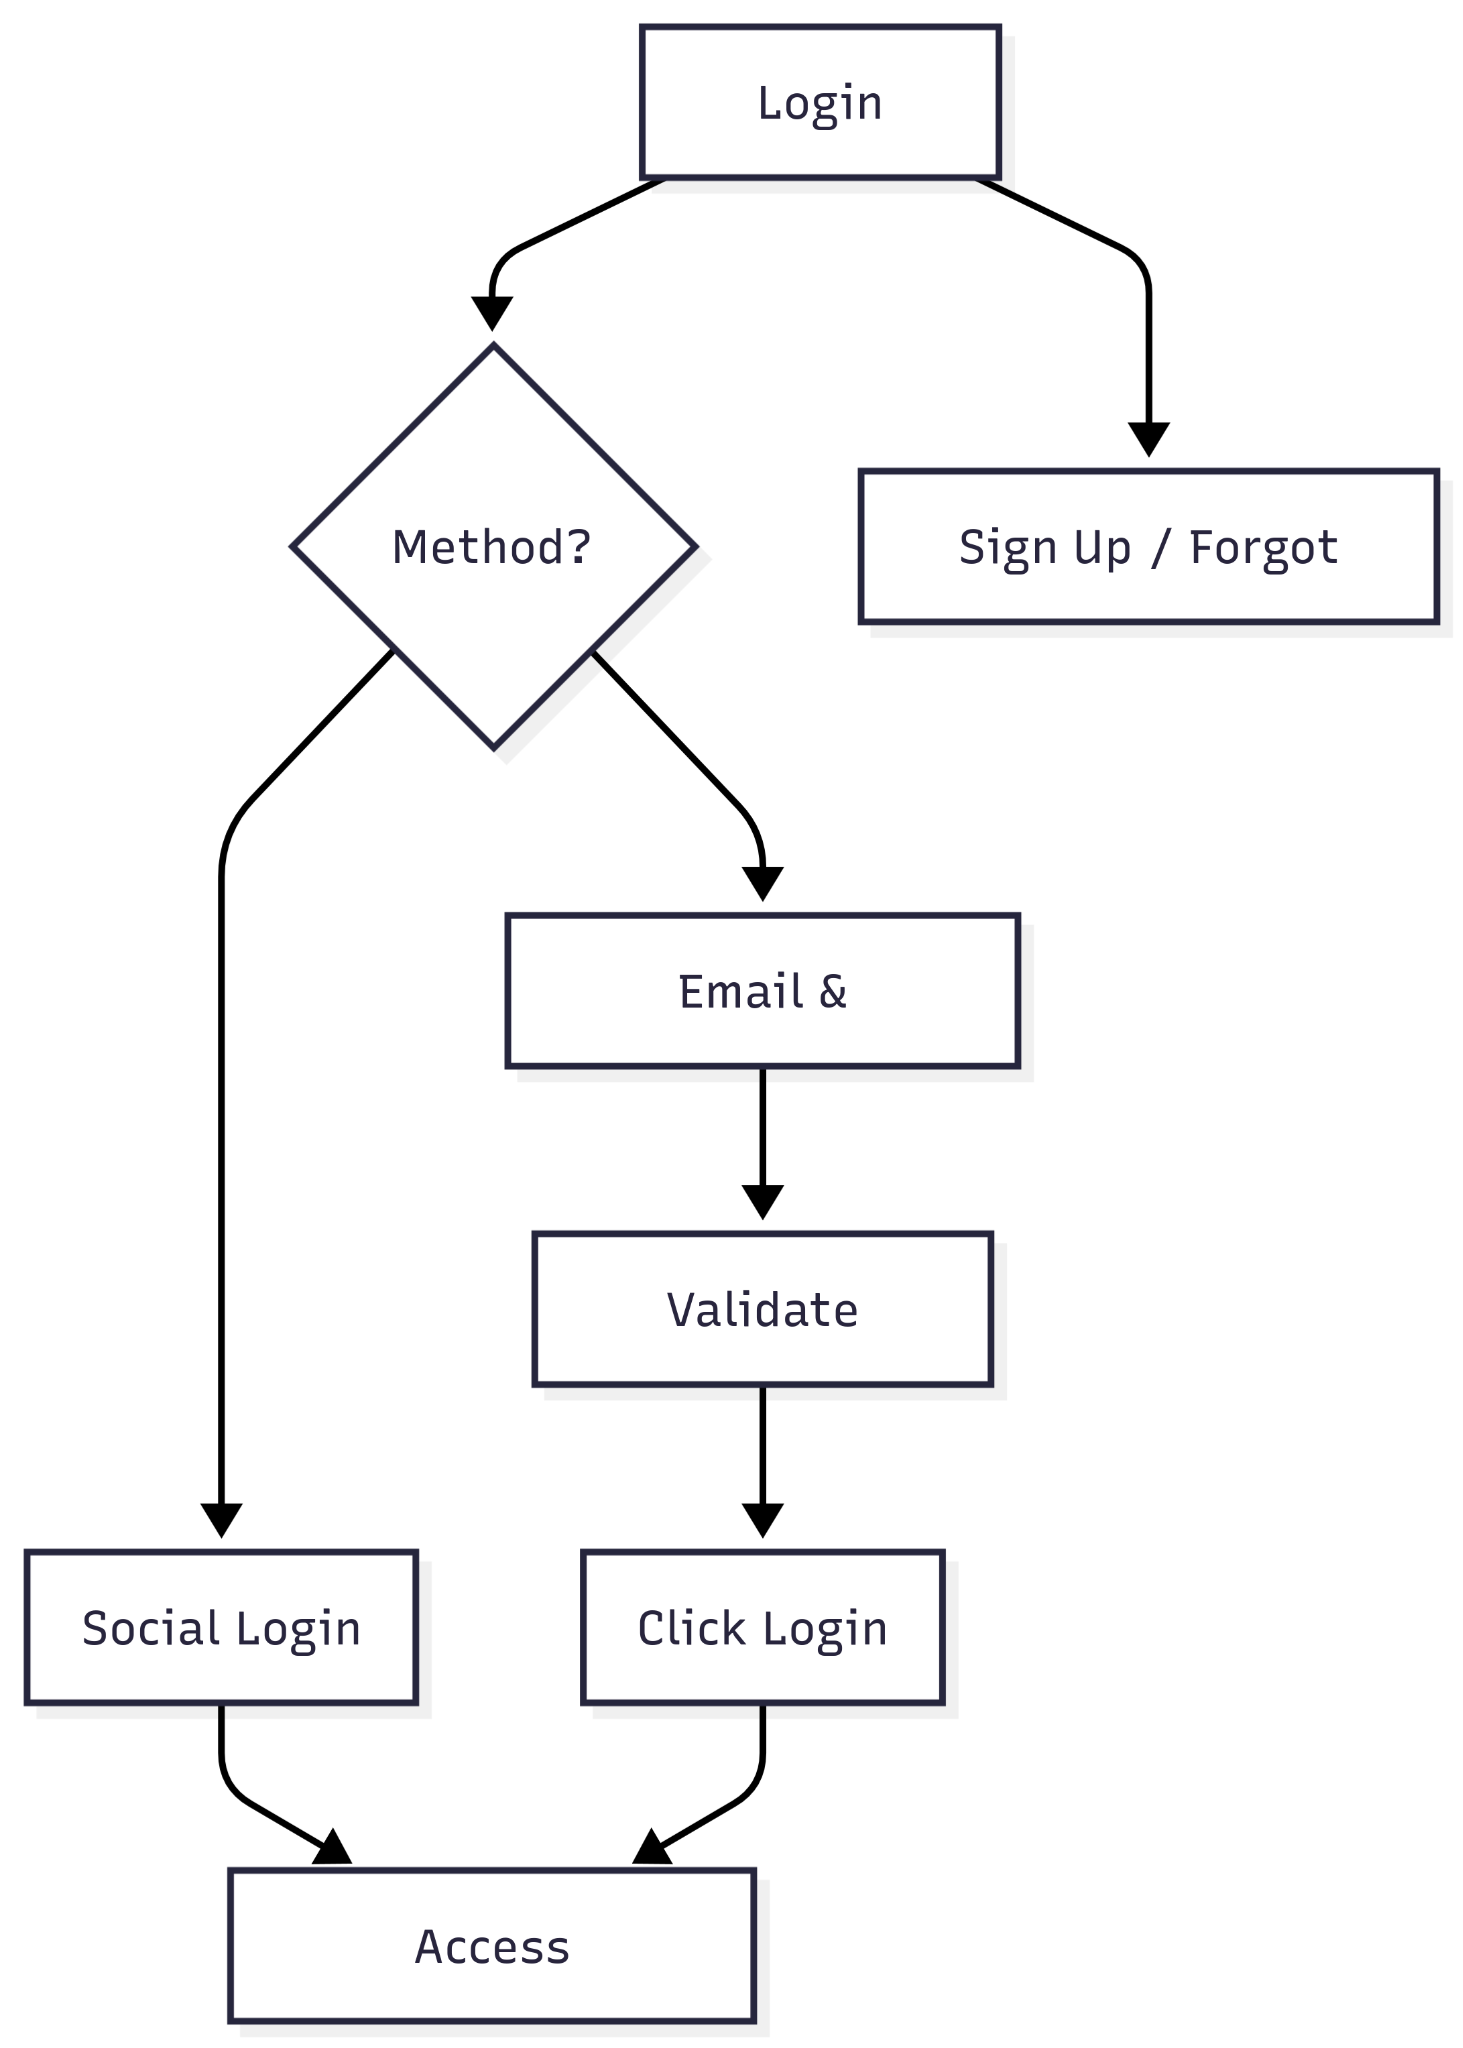 Login
Method?
Sign Up / Forgot
Email &
Validate
Social Login
Click Login
Access